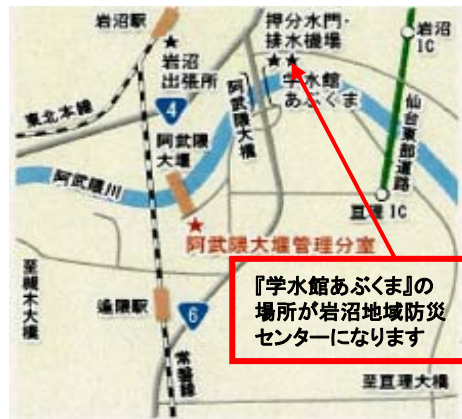 岩沼駅
岩沼
出張所
押分水門・
排水機場
学水館
あぶくま
岩沼
IC
東北本線
4
阿武隈
大堰
阿武隈大橋
仙台東部道路
阿武隈川
亘理IC
阿武隈大堰管理分室
至槻木大橋
逢隈駅
6
常磐線
『学水館あぶくま』の
場所が岩沼地域防災
センターになります
至亘理大橋